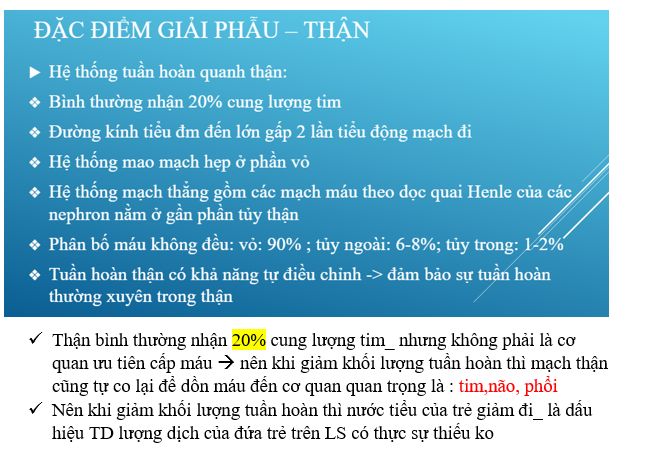 ĐẶC ĐIỂM GIẢI PHẪU – THẬN
▶ Hệ thống tuần hoàn quanh thận:
❖ Bình thường nhận 20% cung lượng tim
❖ Đường kính tiểu đm đến lớn gấp 2 lần tiểu động mạch đi
❖ Hệ thống mao mạch hẹp ở phần vỏ
❖ Hệ thống mạch thẳng gồm các mạch máu theo dọc quai Henle của các
nephron nằm ở gần phần tủy thận
❖ Phân bố máu không đều: vỏ: 90% ; tủy ngoài: 6-8%; tủy trong: 1-2%
❖ Tuần hoàn thận có khả năng tự điều chỉnh -> đảm bảo sự tuần hoàn
thường xuyên trong thận
✓ Thận bình thường nhận 20% cung lượng tim_ nhưng không phải là cơ
quan ưu tiên cấp máu → nên khi giảm khối lượng tuần hoàn thì mạch thận
cũng tự co lại để dồn máu đến cơ quan quan trọng là : tim,não, phổi
✓ Nên khi giảm khối lượng tuần hoàn thì nước tiểu của trẻ giảm đi_ là dấu
hiệu TD lượng dịch của đứa trẻ trên LS có thực sự thiếu ko